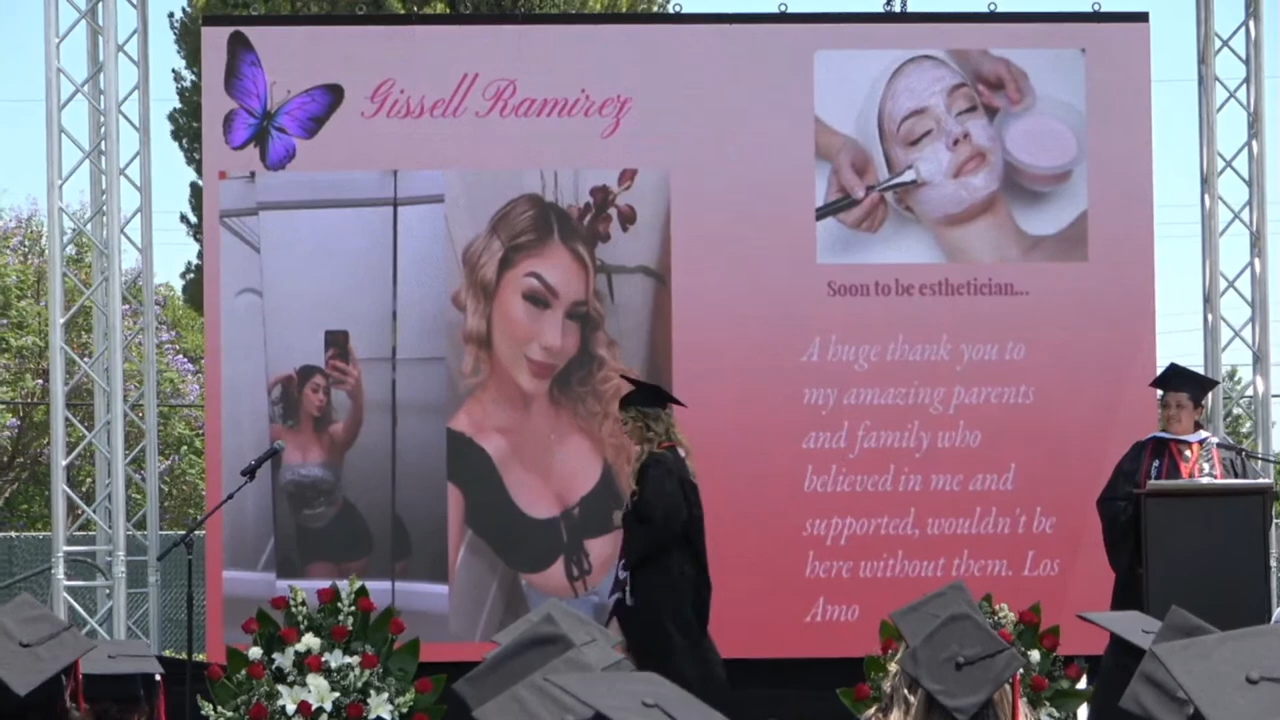 Gissell Ramirez
Soon to be esthetician...
A huge thank you to
my amazing parents
and family who
believed in me and
supported, wouldn't be
here without them. Los
Amo